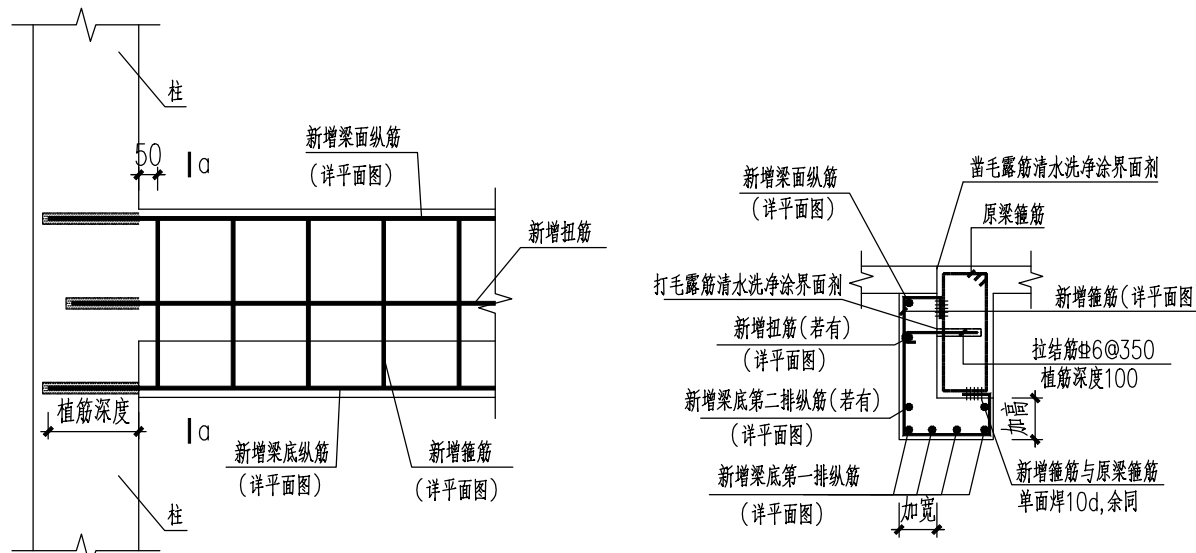 柱
50
a
新增梁面纵筋
(详平面图)
新增扭筋
植筋深度
a
新增梁底纵筋
(详平面图)
新增箍筋
(详平面图)
柱
新增梁面纵筋
(详平面图)
凿毛露筋清水洗净涂界面剂
原梁箍筋
打毛露筋清水洗净涂界面剂
新增箍筋(详平面图
新增扭筋(若有)
(详平面图)
拉结筋⌀6@350
植筋深度100
新增梁底第二排纵筋(若有)
(详平面图)
加高
新增梁底第一排纵筋
(详平面图)
加宽
新增箍筋与原梁箍筋
单面焊10d,余同